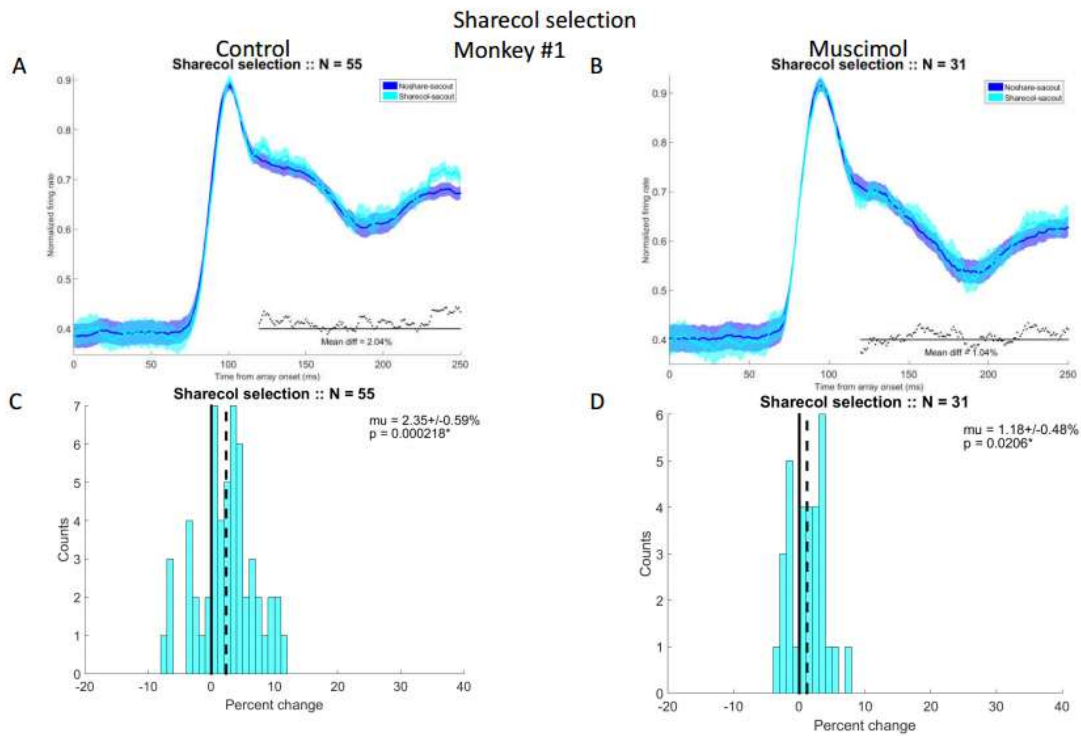 Sharecol selection
Monkey #1
Control
Muscimol
A
Sharecol selection :: N = 55
Noshare-sacout
Sharecol-sacout
0.9
0.8
0.7
0.6
0.5
0.4
Normalized firing rate
Mean diff = 2.04%
0 50 100 150 200 250
Time from array onset (ms)
B
Sharecol selection :: N = 31
Noshare-sacout
Sharecol-sacout
0.9
0.8
0.7
0.6
0.5
0.4
Normalized firing rate
Mean diff = 1.04%
0 50 100 150 200 250
Time from array onset (ms)
C
Sharecol selection :: N = 55
mu = 2.35+/-0.59%
p = 0.000218*
7
6
5
4
3
2
1
0
Counts
-20 -10 0 10 20 30 40
Percent change
D
Sharecol selection :: N = 31
mu = 1.18+/-0.48%
p = 0.0206*
6
5
4
3
2
1
0
Counts
-20 -10 0 10 20 30 40
Percent change